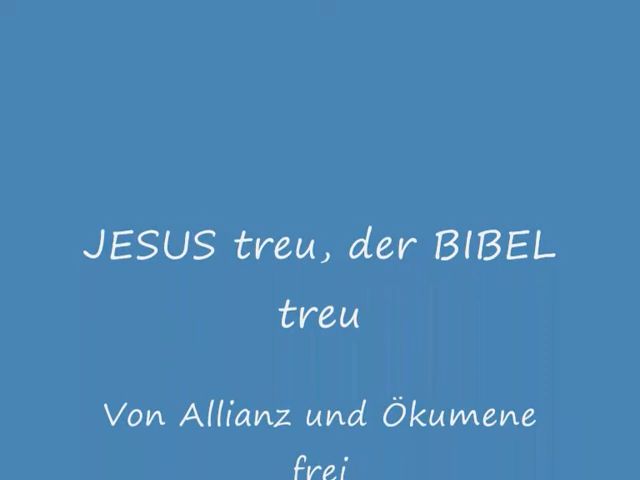 JESUS treu, der BIBEL
treu
Von Allianz und Ökumene
frei